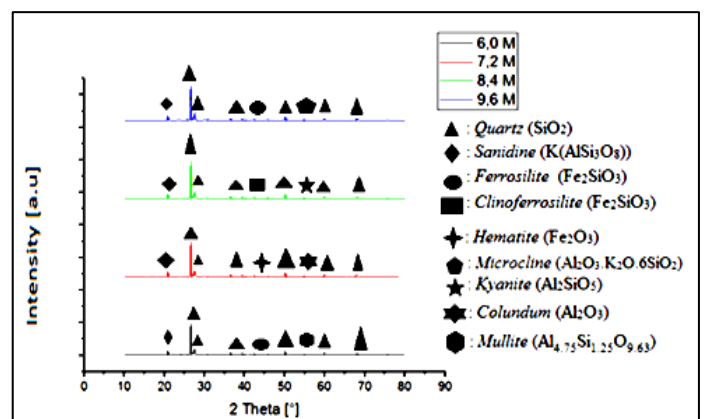 6,0 M
7,2 M
8,4 M
9,6 M
: Quartz (SiO₂)
: Sanidine (K(AlSi₃O₈))
: Ferrosilite (Fe₂SiO₃)
: Clinoferrosilite (Fe₂SiO₃)
: Hematite (Fe₂O₃)
: Microcline (Al₂O₃.K₂O.6SiO₂)
: Kyanite (Al₂SiO₅)
: Colundum (Al₂O₃)
: Mullite (Al₄.₇₅Si₁.₂₅O₉.₆₃)
Intensity [a.u]
0 10 20 30 40 50 60 70 80 90
2 Theta [°]